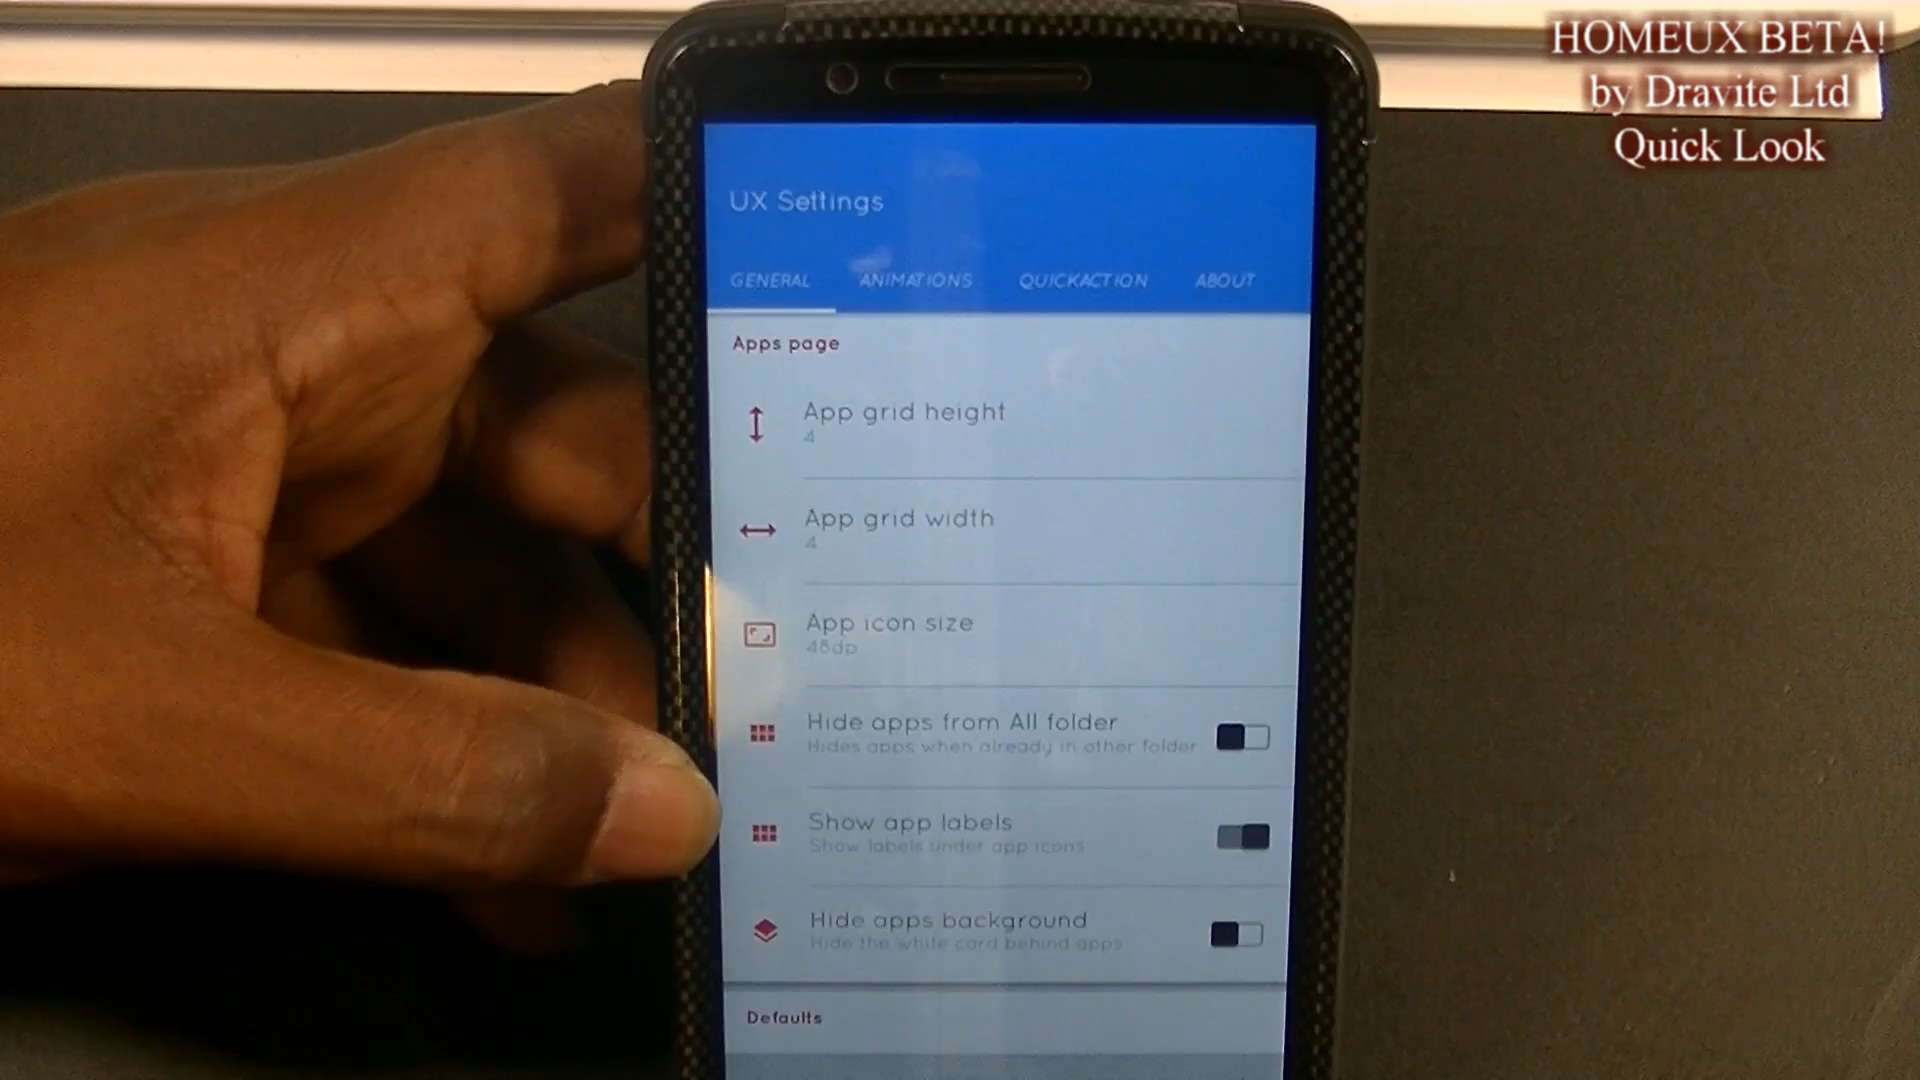 HOMEUX BETA!
by Dravite Ltd
Quick Look
UX Settings
GENERAL ANIMATIONS QUICKACTION ABOUT
Apps page
App grid height
4
App grid width
4
App icon size
48dp
Hide apps from All folder
Hides apps when already in other folder
Show app labels
Show labels under app icons
Hide apps background
Hide the white card behind apps
Defaults